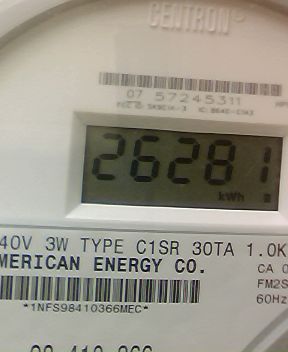 CENTRON®
07 57245311
26281
kWh
40V 3W TYPE C1SR 30TA 1.0K
MERICAN ENERGY CO.
CA 0
FM2S
60Hz
*1NFS98410366MEC*